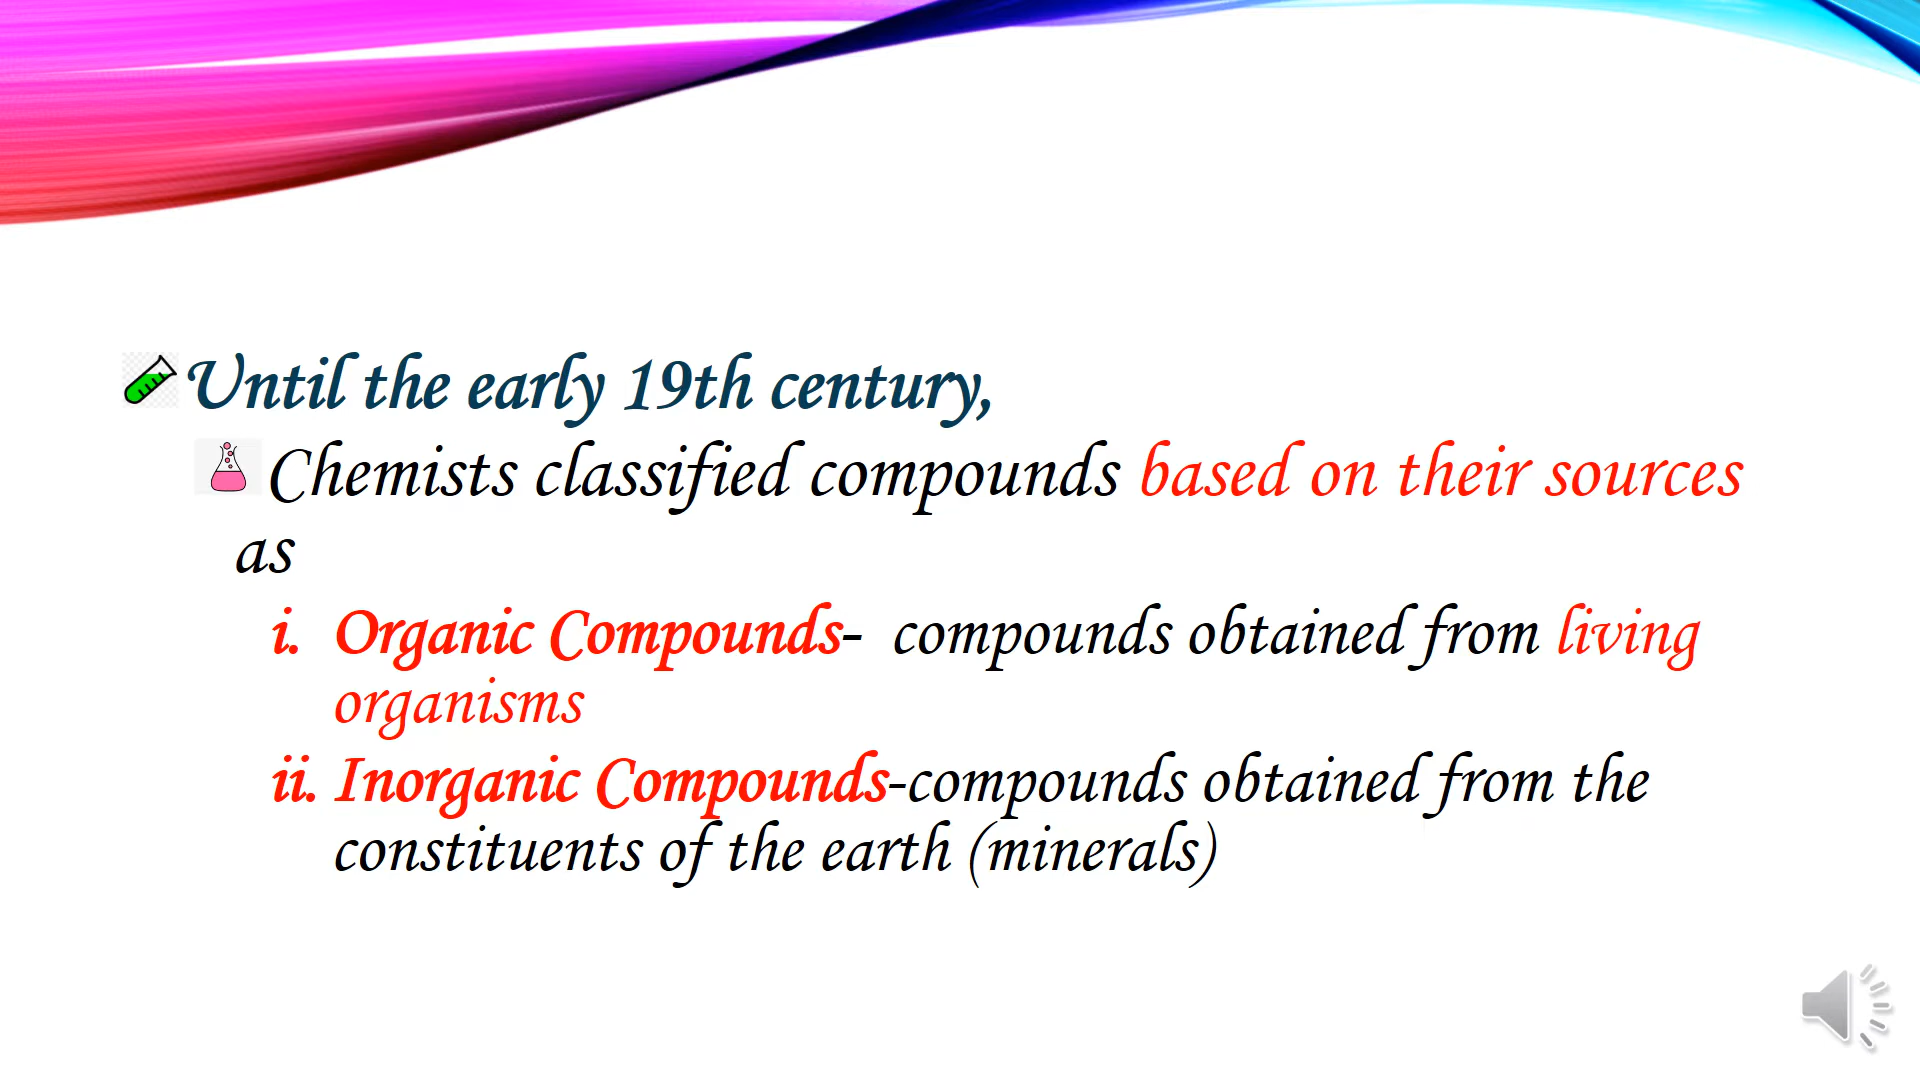 Until the early 19th century,
Chemists classified compounds based on their sources
as
i. Organic Compounds- compounds obtained from living
organisms
ii. Inorganic Compounds-compounds obtained from the
constituents of the earth (minerals)